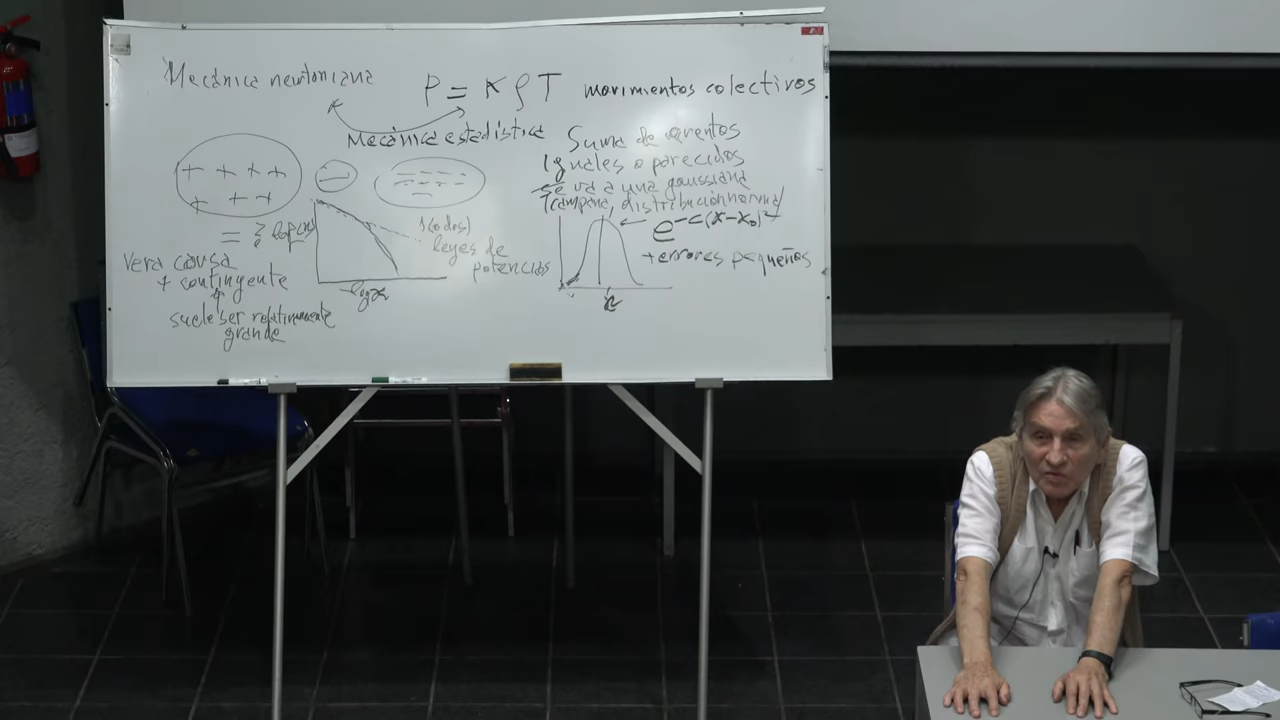 Mecánica newtoniana
P = K ρ T movimientos colectivos
Mecánica estadística
Suma de eventos
iguales o parecidos
se va a una gaussiana
(campana, distribución normal)
+ + + +
+ + +
e^-c(x-x₀)²
+ errores pequeños
x
leyes de
potencias
log x
vera causa
+ contingente
suele ser relativamente
grande